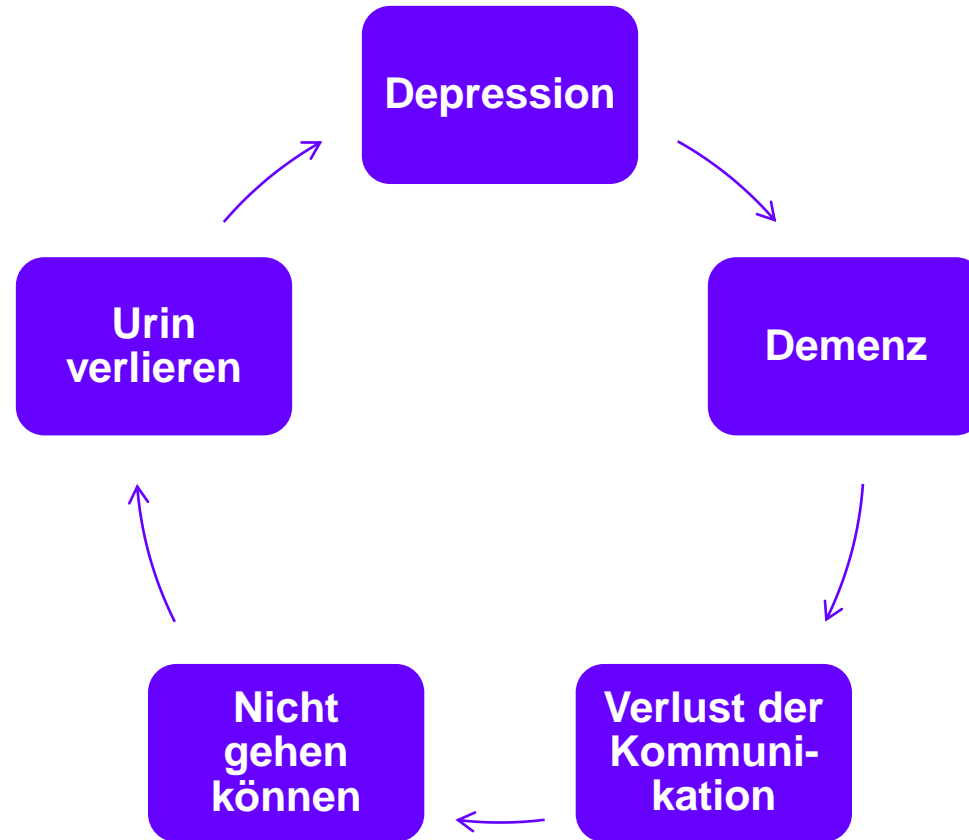 Depression
Demenz
Verlust der
Kommuni-
kation
Nicht
gehen
können
Urin
verlieren